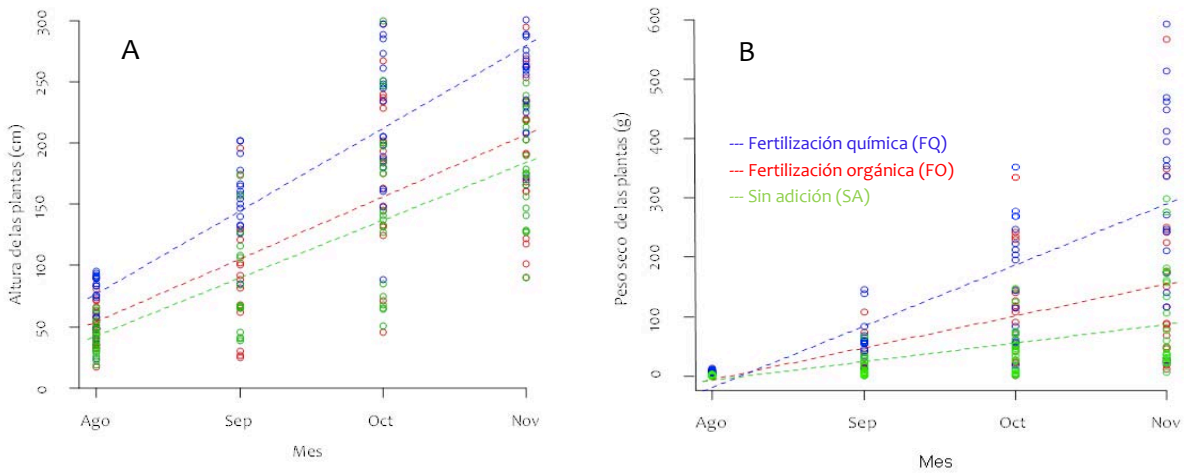 A
300
250
200
150
100
50
0
Altura de las plantas (cm)
Ago Sep Oct Nov
Mes
B
600
500
400
300
200
100
0
Peso seco de las plantas (g)
--- Fertilización química (FQ)
--- Fertilización orgánica (FO)
--- Sin adición (SA)
Ago Sep Oct Nov
Mes